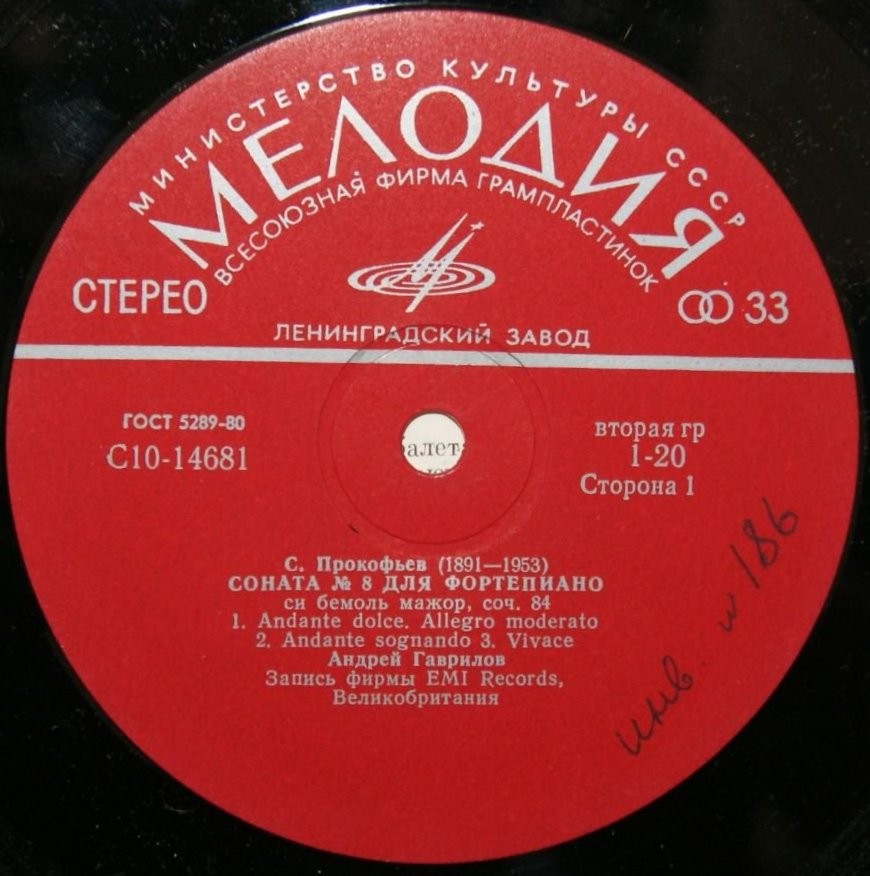 МИНИСТЕРСТВО КУЛЬТУРЫ СССР
МЕЛОДИЯ
ВСЕСОЮЗНАЯ ФИРМА ГРАМПЛАСТИНОК
СТЕРЕО
33
ЛЕНИНГРАДСКИЙ ЗАВОД
ГОСТ 5289-80
С10-14681
вторая гр
1-20
Сторона 1
алет
С. Прокофьев (1891—1953)
СОНАТА № 8 ДЛЯ ФОРТЕПИАНО
си бемоль мажор, соч. 84
1. Andante dolce. Allegro moderato
2. Andante sognando 3. Vivace
Андрей Гаврилов
Запись фирмы EMI Records,
Великобритания
инв. № 186